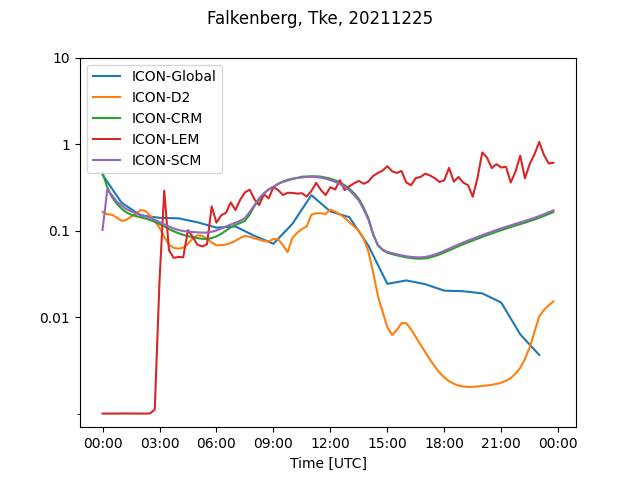 Falkenberg, Tke, 20211225
10
1
0.1
0.01
ICON-Global
ICON-D2
ICON-CRM
ICON-LEM
ICON-SCM
00:00 03:00 06:00 09:00 12:00 15:00 18:00 21:00 00:00
Time [UTC]